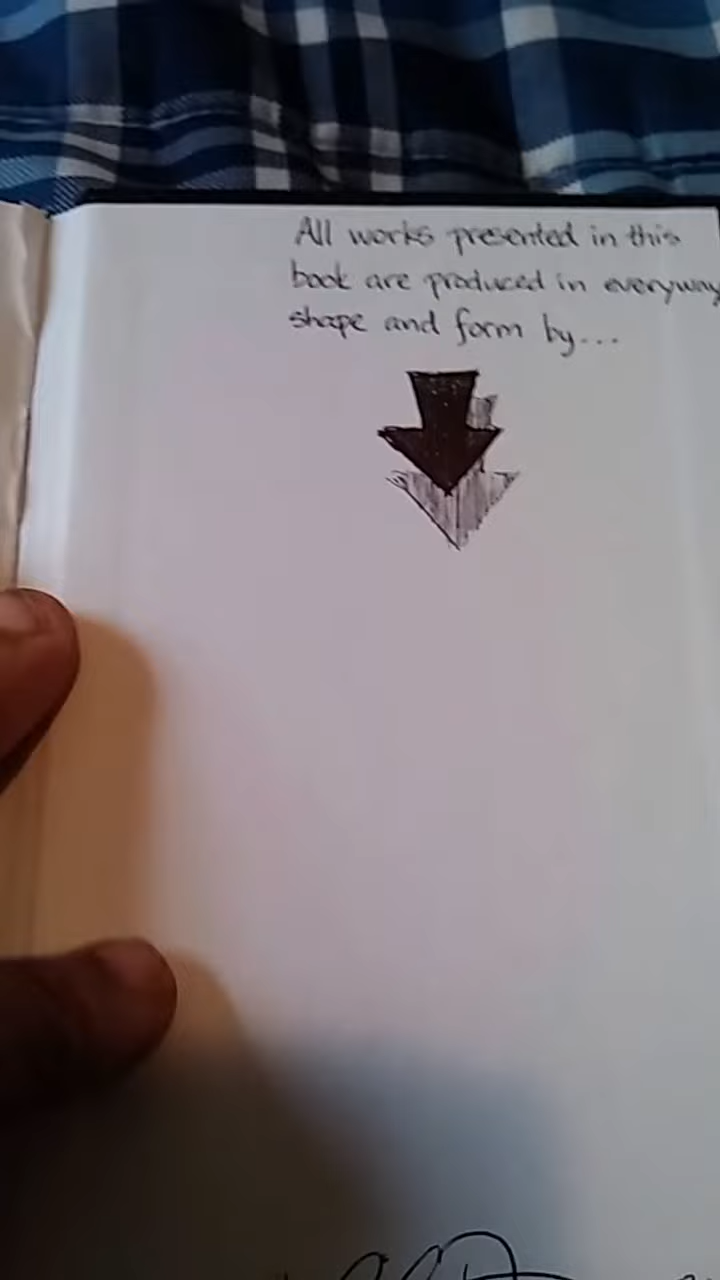 All works presented in this
book are produced in everyway
shape and form by...